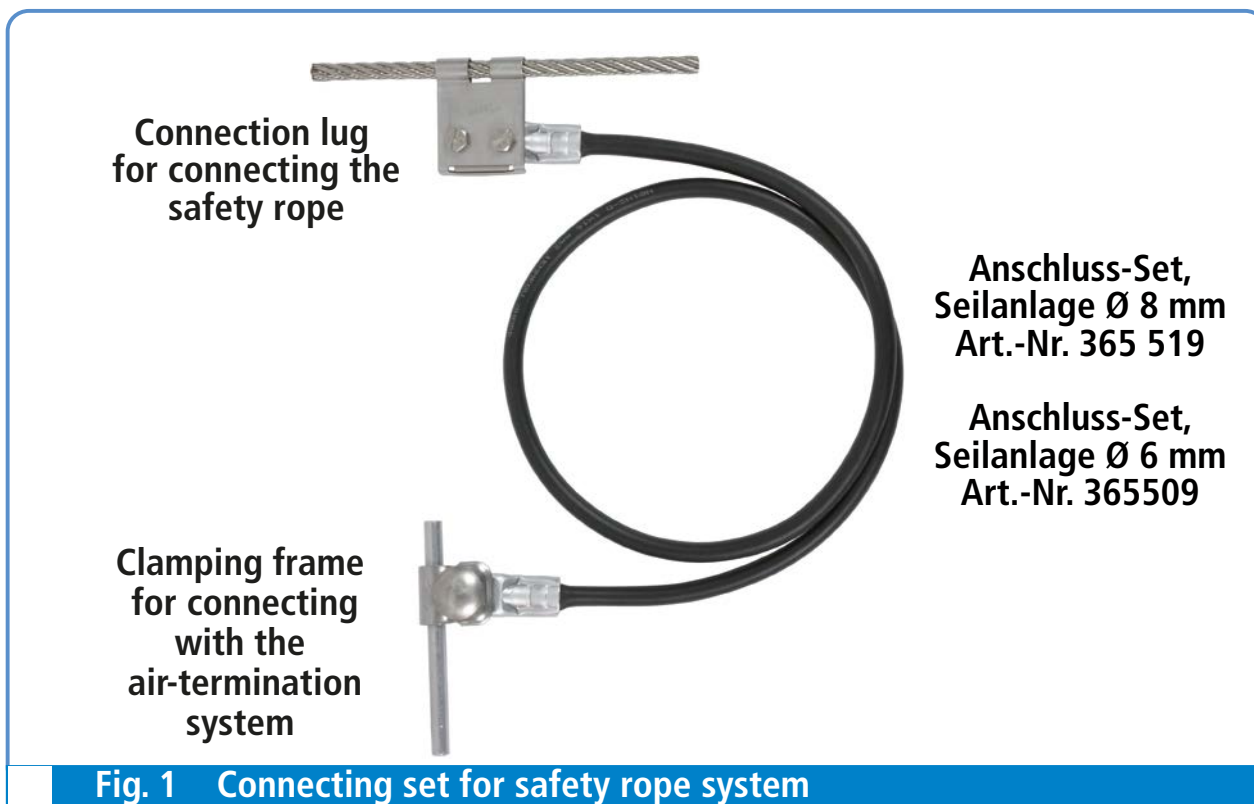 Connection lug
for connecting the
safety rope
Anschluss-Set,
Seilanlage Ø 8 mm
Art.-Nr. 365 519
Anschluss-Set,
Seilanlage Ø 6 mm
Art.-Nr. 365509
Clamping frame
for connecting
with the
air-termination
system
Fig. 1 Connecting set for safety rope system